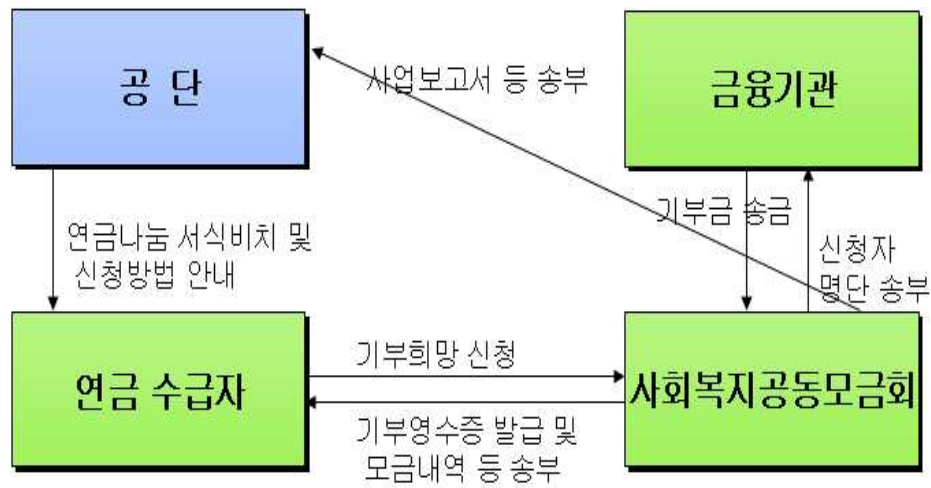 공 단
사업보고서 등 송부
금융기관
연금나눔 서식비치 및
신청방법 안내
기부금 송금
신청자
명단 송부
연금 수급자
기부희망 신청
기부영수증 발급 및
모금내역 등 송부
사회복지공동모금회